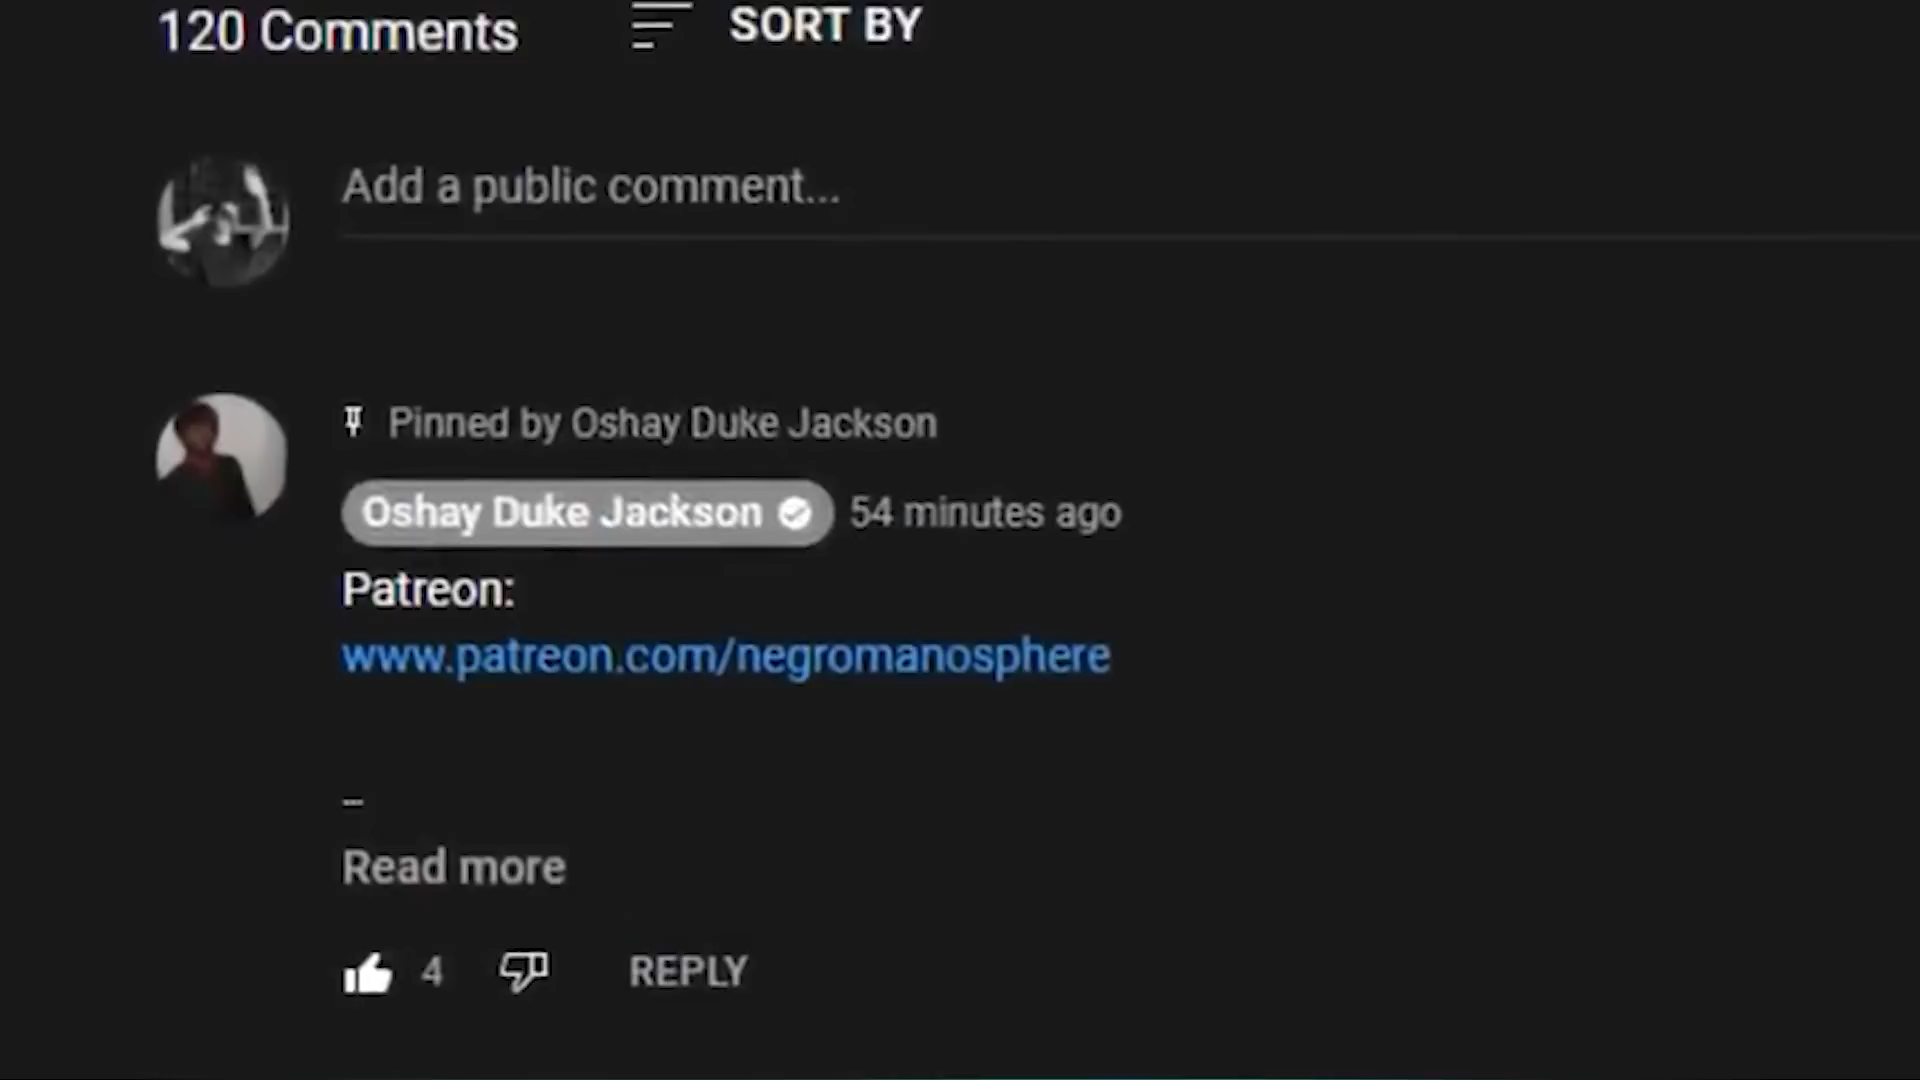 120 Comments
SORT BY
Add a public comment...
Pinned by Oshay Duke Jackson
Oshay Duke Jackson 54 minutes ago
Patreon:
www.patreon.com/negromanosphere
--
Read more
4 REPLY